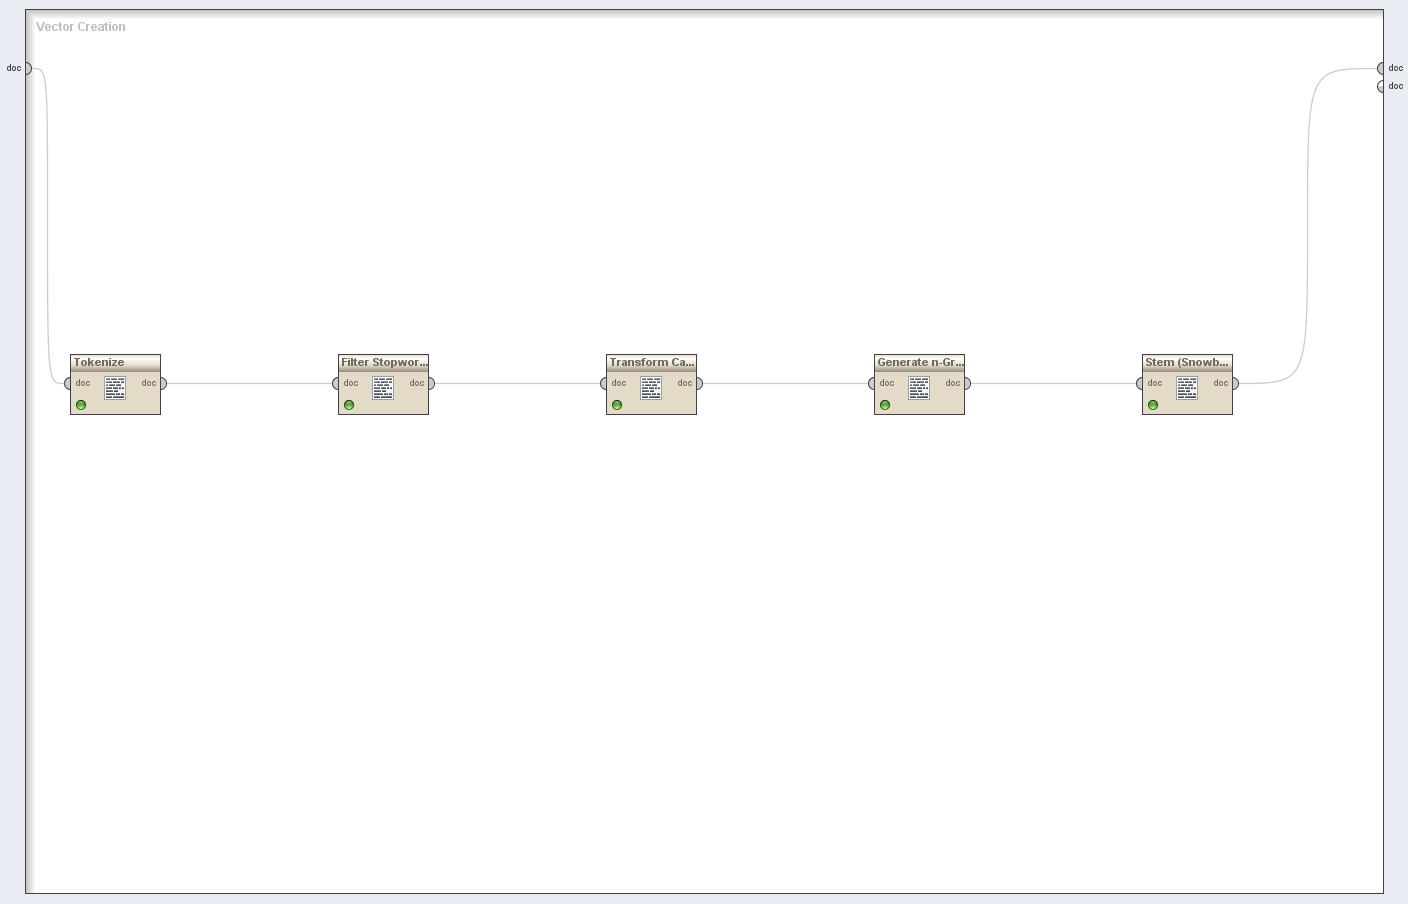 Vector Creation
doc
doc
doc
Tokenize
doc doc
Filter Stopwor...
doc doc
Transform Ca...
doc doc
Generate n-Gr...
doc doc
Stem (Snowb...
doc doc